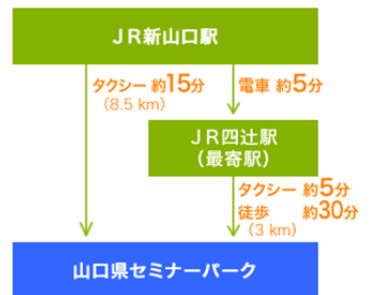 JR新山口駅
タクシー 約15分
(8.5 km)
電車 約5分
JR四辻駅
(最寄駅)
タクシー 約5分
徒歩 約30分
(3 km)
山口県セミナーパーク